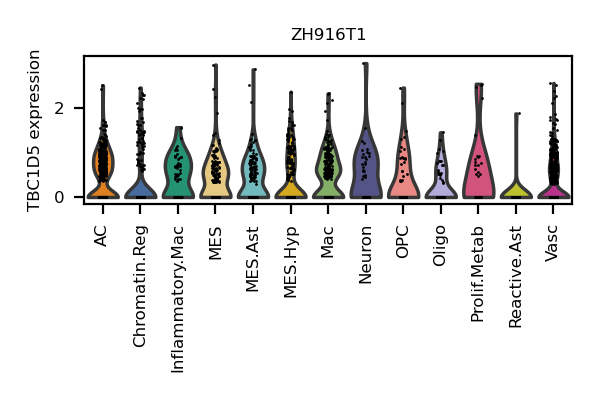 ZH916T1
TBC1D5 expression
2
0
AC
Chromatin.Reg
Inflammatory.Mac
MES
MES.Ast
MES.Hyp
Mac
Neuron
OPC
Oligo
Prolif.Metab
Reactive.Ast
Vasc